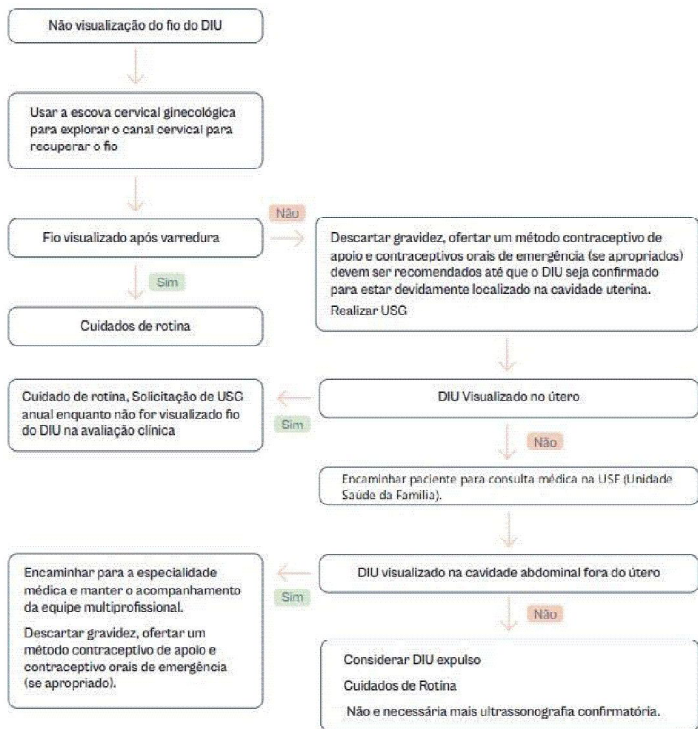 Não visualização do fio do DIU
Usar a escova cervical ginecológica
para explorar o canal cervical para
recuperar o fio
Não
Fio visualizado após varredura
Descartar gravidez, ofertar um método contraceptivo de
apoio e contraceptivos orais de emergência (se apropriados)
devem ser recomendados até que o DIU seja confirmado
para estar devidamente localizado na cavidade uterina.
Realizar USG
Sim
Cuidados de rotina
Cuidado de rotina, Solicitação de USG
anual enquanto não for visualizado fio
do DIU na avaliação clínica
Sim
DIU Visualizado no útero
Não
Encaminhar paciente para consulta médica na USF (Unidade
Saúde da Família).
Encaminhar para a especialidade
médica e manter o acompanhamento
da equipe multiprofissional.
Descartar gravidez, ofertar um
método contraceptivo de apoio e
contraceptivo orais de emergência
(se apropriado).
Sim
DIU visualizado na cavidade abdominal fora do útero
Não
Considerar DIU expulso
Cuidados de Rotina
Não e necessária mais ultrassonografia confirmatória.